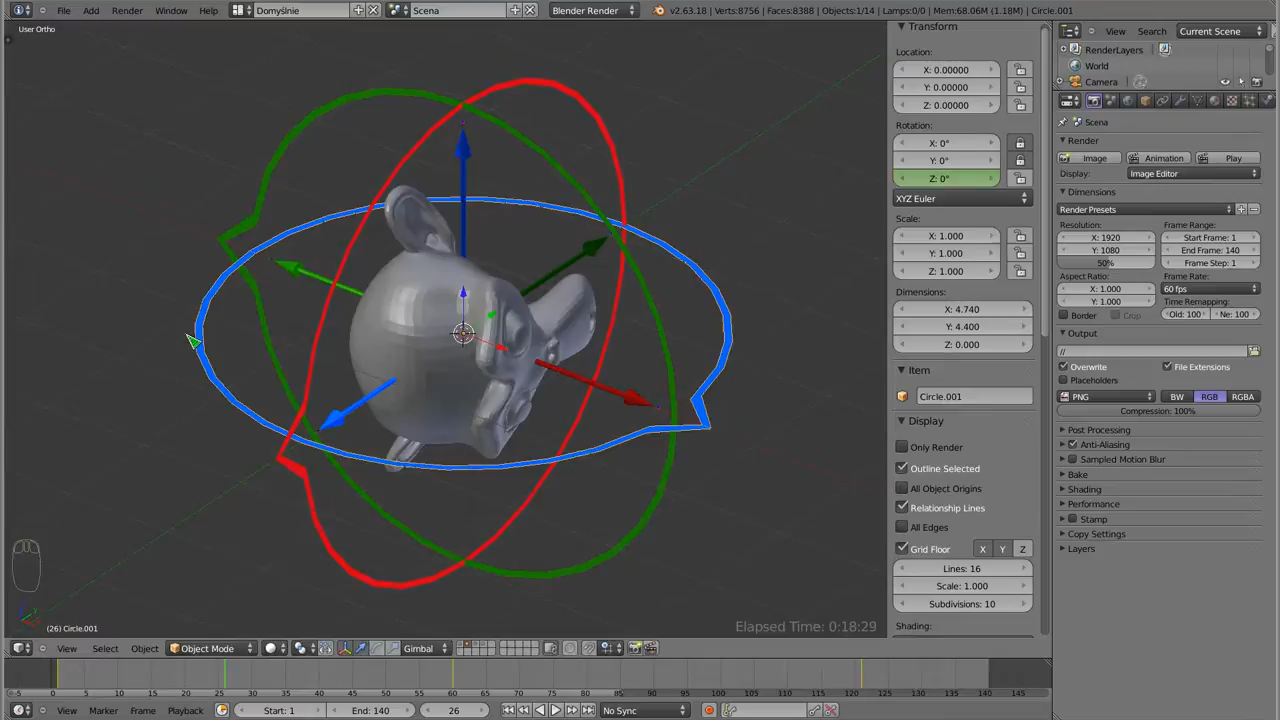 File Add Render Window Help Domyślnie Scena Blender Render v2.63.18 | Verts:8756 | Faces:8388 | Objects:1/14 | Lamps:0/0 | Mem:68.06M (1.18M) | Circle.001
User Ortho
Transform
Location:
X: 0.00000
Y: 0.00000
Z: 0.00000
Rotation:
X: 0°
Y: 0°
Z: 0°
XYZ Euler
Scale:
X: 1.000
Y: 1.000
Z: 1.000
Dimensions:
X: 4.740
Y: 4.400
Z: 0.000
Item
Circle.001
Display
Only Render
Outline Selected
All Object Origins
Relationship Lines
All Edges
Grid Floor X Y Z
Lines: 16
Scale: 1.000
Subdivisions: 10
Shading:
View Search Current Scene
RenderLayers
World
Camera
Scena
Render
Image Animation Play
Display: Image Editor
Dimensions
Render Presets
Resolution: Frame Range:
X: 1920 Start Frame: 1
Y: 1080 End Frame: 140
50% Frame Step: 1
Aspect Ratio: Frame Rate:
X: 1.000 60 fps
Y: 1.000 Time Remapping:
Border Crop Old: 100 Ne: 100
Output
//
Overwrite File Extensions
Placeholders
PNG BW RGB RGBA
Compression: 100%
Post Processing
Anti-Aliasing
Sampled Motion Blur
Bake
Shading
Performance
Stamp
Copy Settings
Layers
(26) Circle.001
Elapsed Time: 0:18:29
View Select Object Object Mode Gimbal
-5 0 5 10 15 20 25 30 35 40 45 50 55 60 65 70 75 80 85 90 95 100 105 110 115 120 125 130 135 140 145
View Marker Frame Playback Start: 1 End: 140 26 No Sync